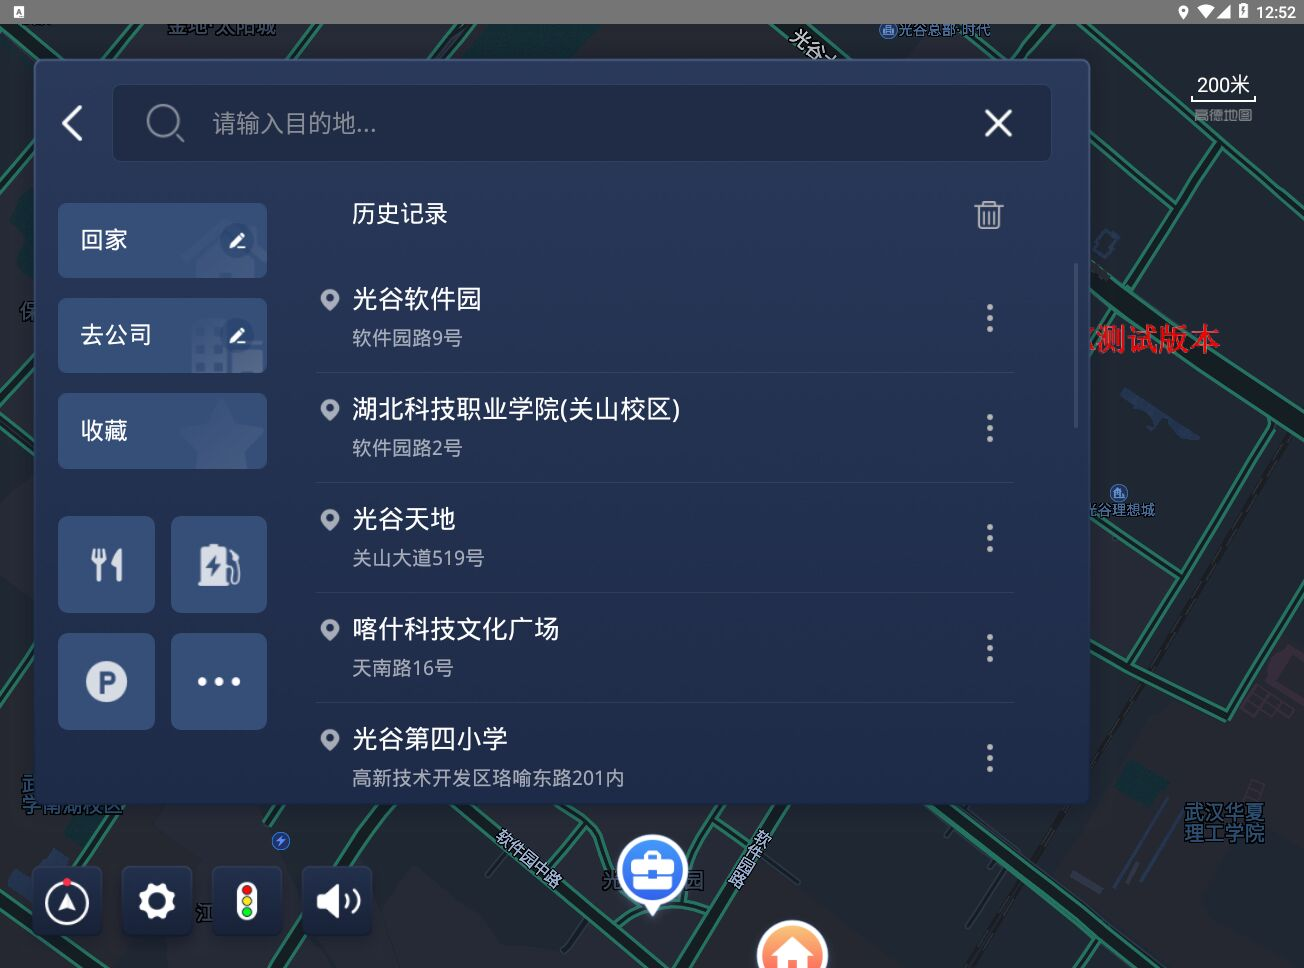 12:52
金地·太阳城
光谷总部·时代
200米
高德地图
请输入目的地...
回家
去公司
收藏
P
历史记录
光谷软件园
软件园路9号
湖北科技职业学院(关山校区)
软件园路2号
光谷天地
关山大道519号
喀什科技文化广场
天南路16号
光谷第四小学
高新技术开发区珞喻东路201内
测试版本
光谷理想城
学南湖校区
武汉华夏
理工学院
软件园中路
软件园路